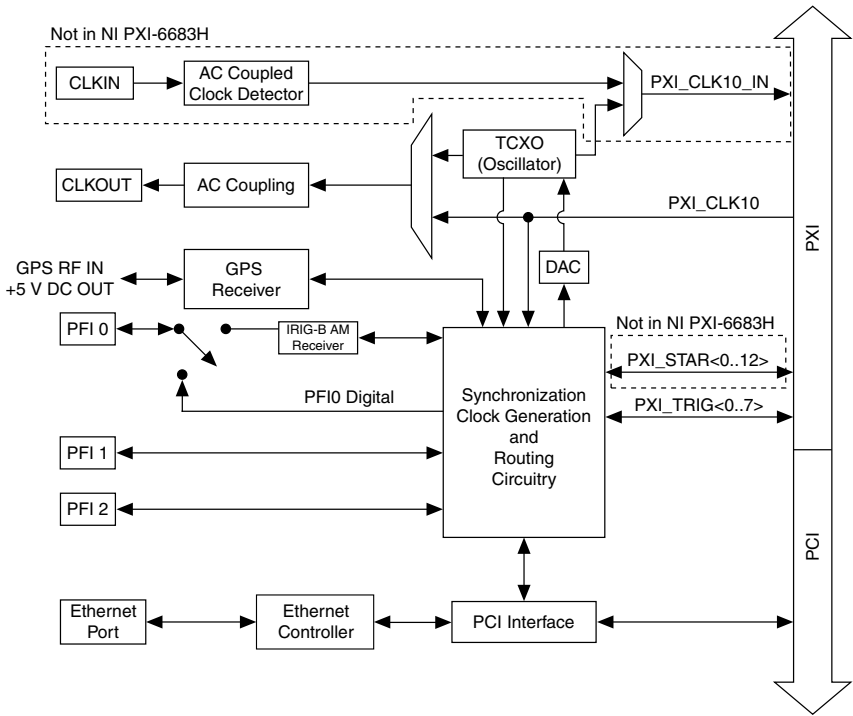 Not in NI PXI-6683H
CLKIN
AC Coupled
Clock Detector
PXI_CLK10_IN
TCXO
(Oscillator)
CLKOUT
AC Coupling
PXI_CLK10
PXI
GPS RF IN
+5 V DC OUT
GPS
Receiver
DAC
PFI 0
IRIG-B AM
Receiver
Not in NI PXI-6683H
PXI_STAR<0..12>
PFI0 Digital
Synchronization
Clock Generation
and
Routing
Circuitry
PXI_TRIG<0..7>
PFI 1
PFI 2
PCI
Ethernet
Port
Ethernet
Controller
PCI Interface